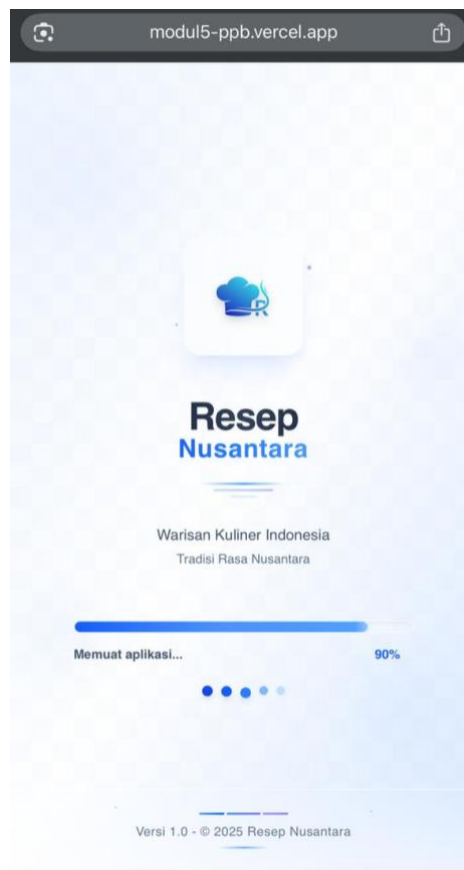 modul5-ppb.vercel.app
Resep
Nusantara
Warisan Kuliner Indonesia
Tradisi Rasa Nusantara
Memuat aplikasi... 90%
Versi 1.0 - © 2025 Resep Nusantara